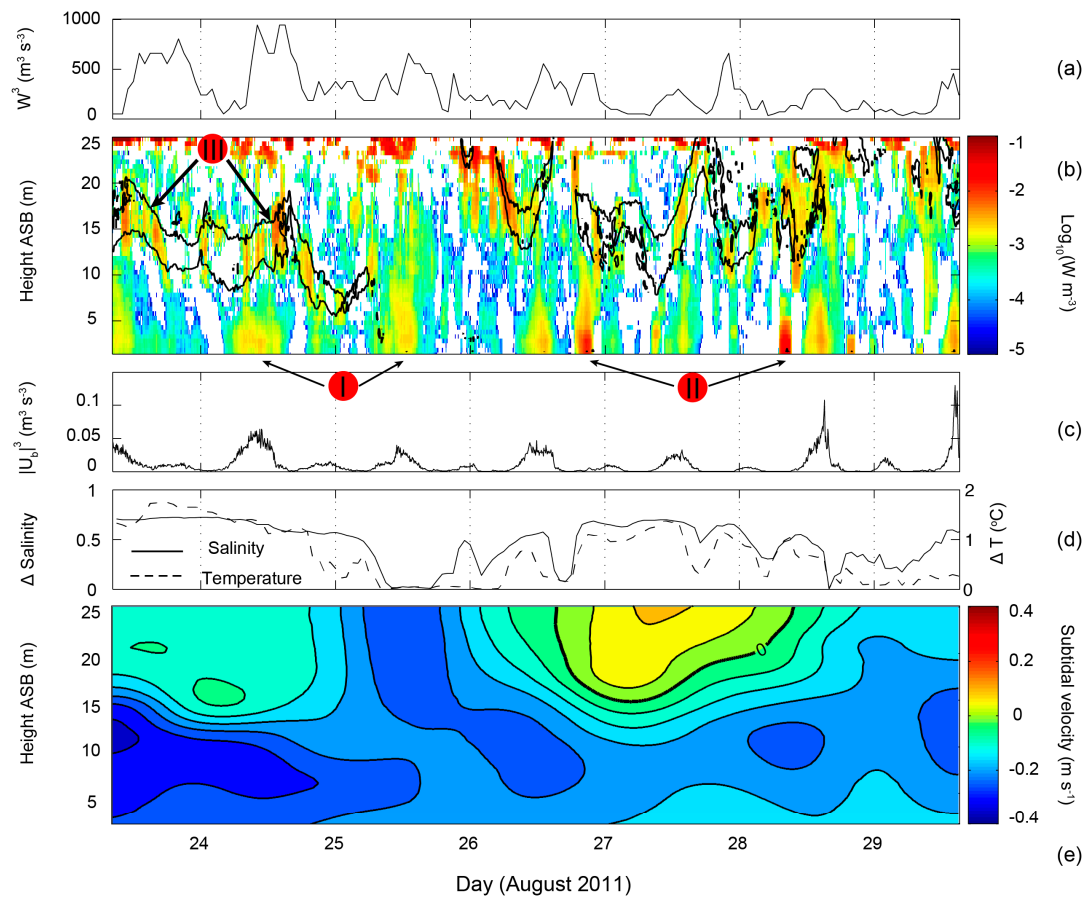 1000
500
0
W³ (m³ s⁻³)
(a)
25
20
15
10
5
Height ASB (m)
III
I
II
-1
-2
-3
-4
-5
Log₁₀ (W m⁻³)
(b)
0.1
0.05
0
|U_b|³ (m³ s⁻³)
(c)
1
0.5
0
Δ Salinity
Salinity
Temperature
2
1
0
Δ T (°C)
(d)
25
20
15
10
5
Height ASB (m)
0
0.4
0.2
0
-0.2
-0.4
Subtidal velocity (m s⁻¹)
24 25 26 27 28 29
(e)
Day (August 2011)